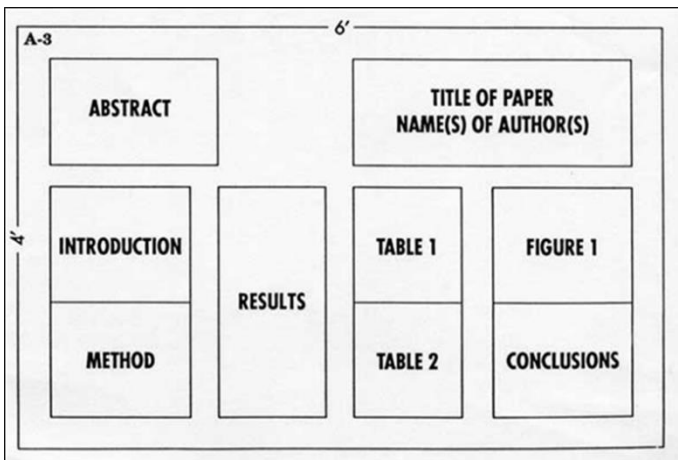 6'
A-3
ABSTRACT
TITLE OF PAPER
NAME(S) OF AUTHOR(S)
4'
INTRODUCTION
METHOD
RESULTS
TABLE 1
TABLE 2
FIGURE 1
CONCLUSIONS